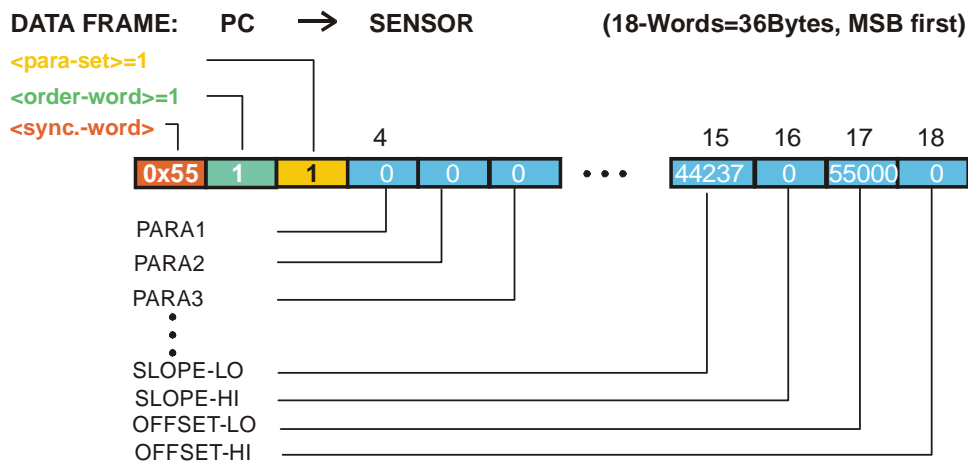 DATA FRAME: PC → SENSOR (18-Words=36Bytes, MSB first)
<para-set>=1
<order-word>=1
<sync.-word>
4 15 16 17 18
0x55 1 1 0 0 0 ••• 44237 0 55000 0
PARA1
PARA2
PARA3
SLOPE-LO
SLOPE-HI
OFFSET-LO
OFFSET-HI